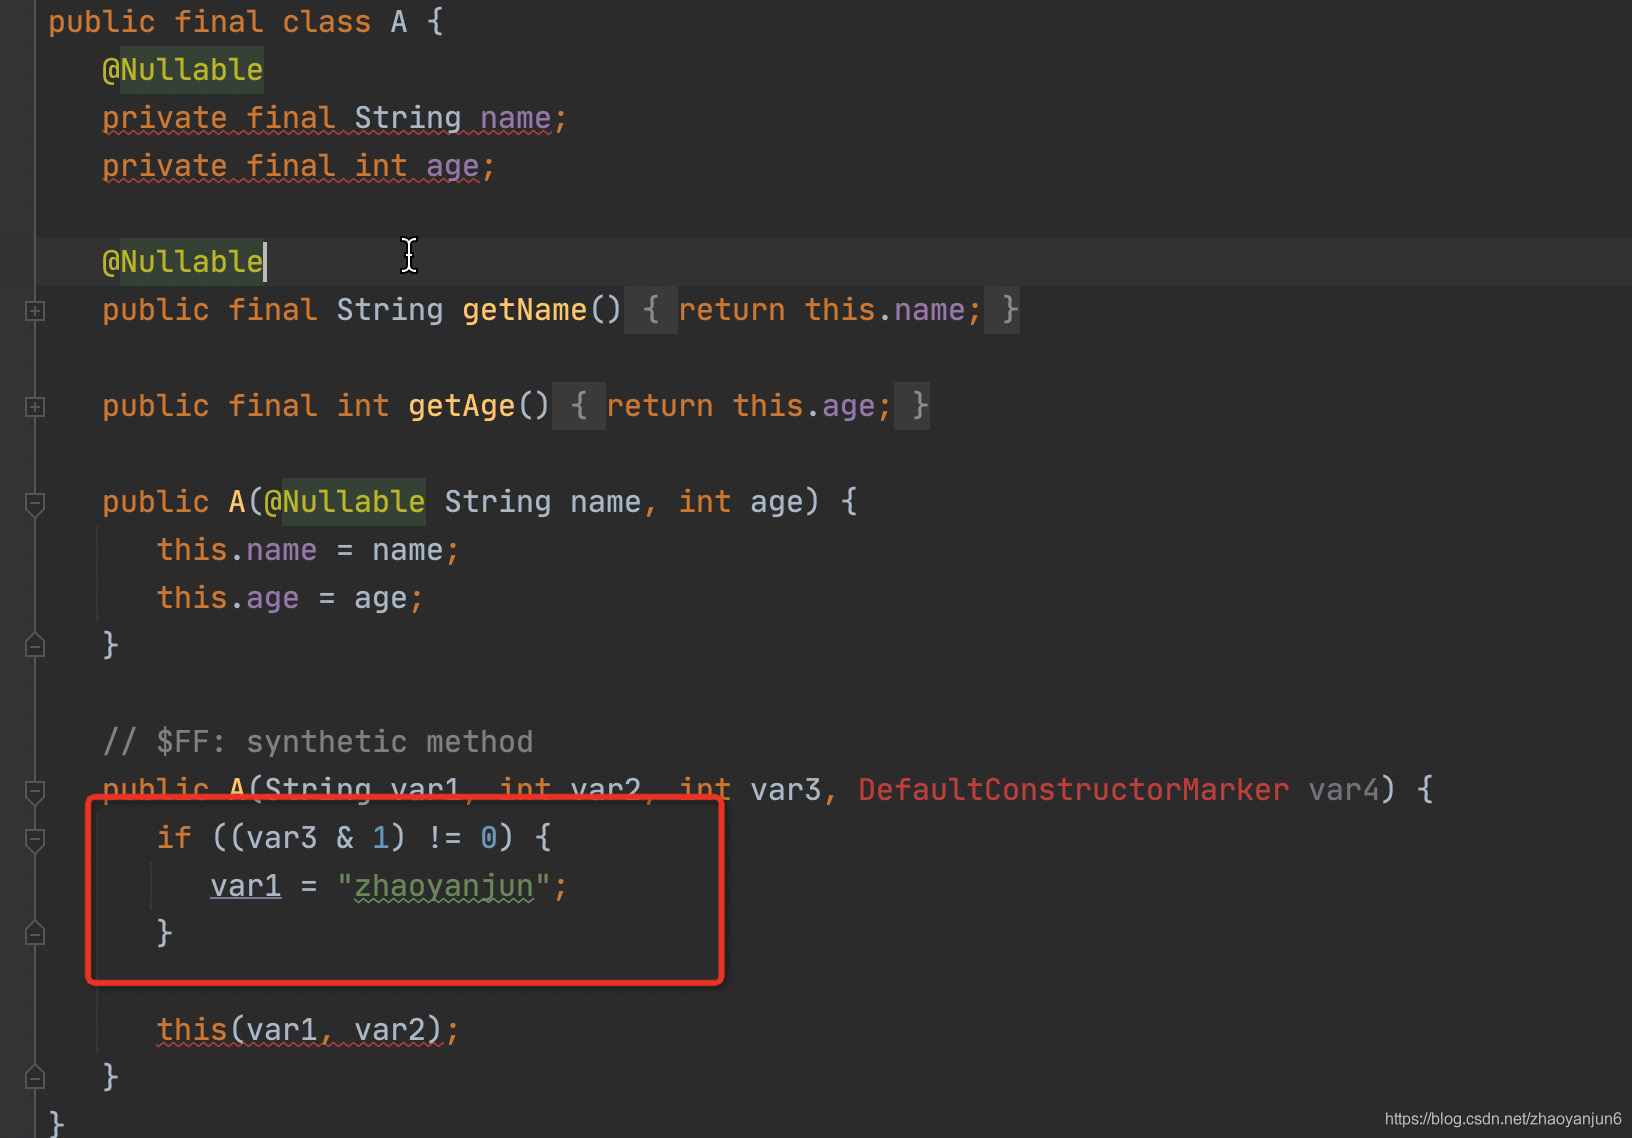 public final class A {
@Nullable
private final String name;
private final int age;
@Nullable
public final String getName() { return this.name; }
public final int getAge() { return this.age; }
public A(@Nullable String name, int age) {
this.name = name;
this.age = age;
}
// $FF: synthetic method
public A(String var1, int var2, int var3, DefaultConstructorMarker var4) {
if ((var3 & 1) != 0) {
var1 = "zhaoyanjun";
}
this(var1, var2);
}
}
https://blog.csdn.net/zhaoyanjun6